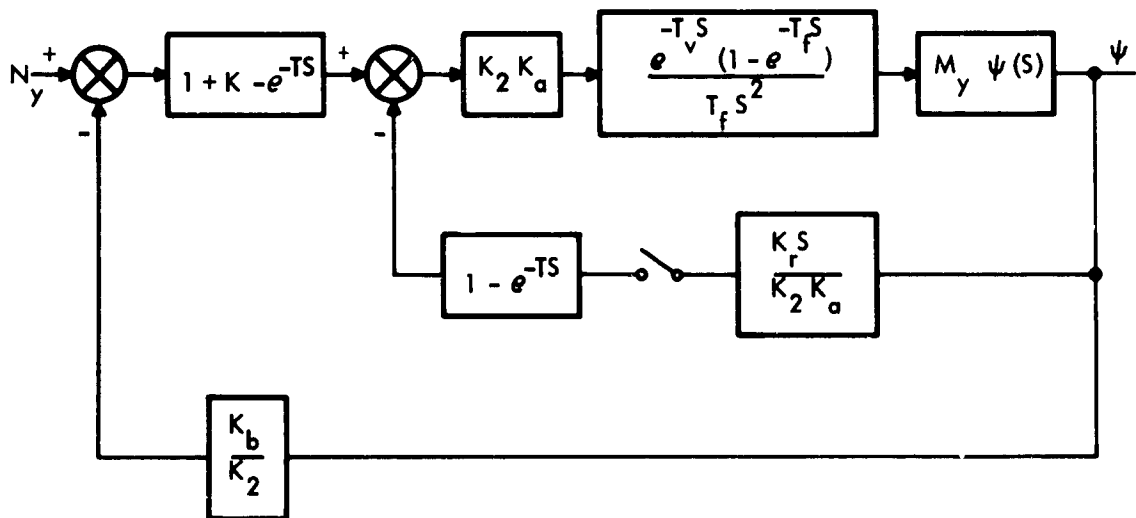 N_y + -
1 + K - e^{-TS}
+ -
K_2 K_a
e^{-T_v S} (1 - e^{-T_f S})
T_f S^2
M_y ψ(S)
ψ
1 - e^{-TS}
K_r S
K_2 K_a
K_b
K_2